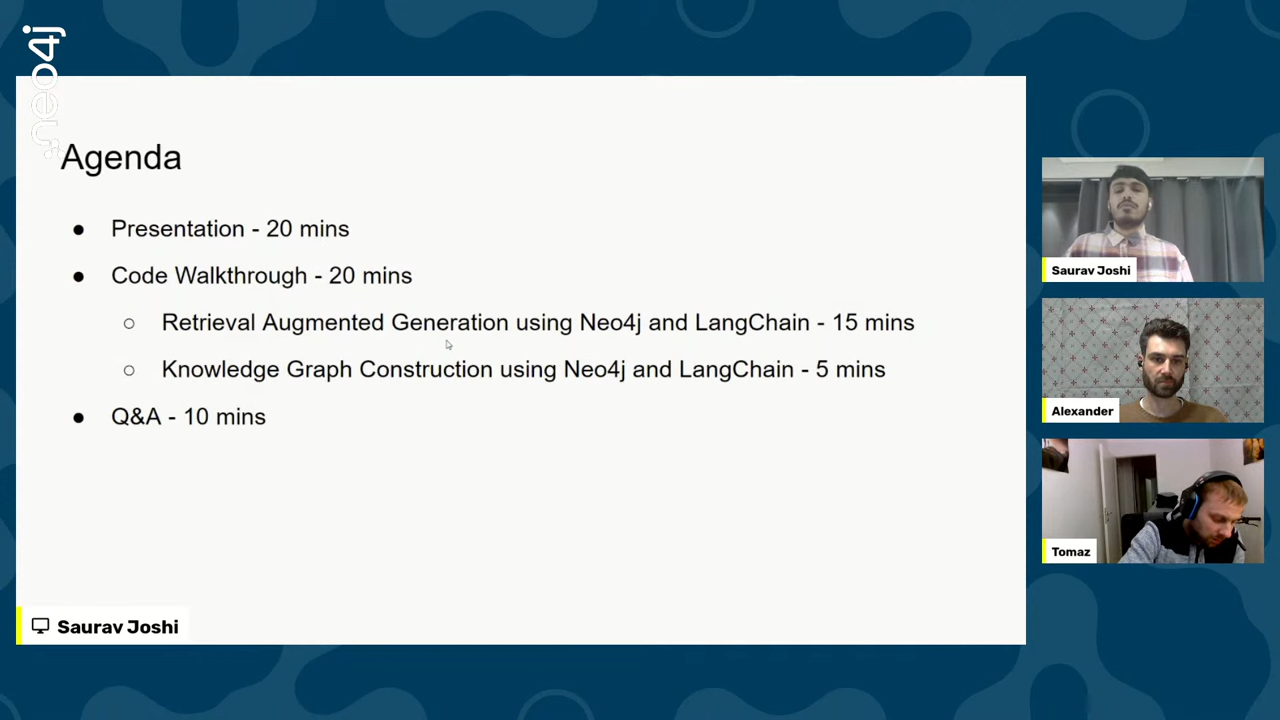 neo4j
Agenda
● Presentation - 20 mins
● Code Walkthrough - 20 mins
○ Retrieval Augmented Generation using Neo4j and LangChain - 15 mins
○ Knowledge Graph Construction using Neo4j and LangChain - 5 mins
● Q&A - 10 mins
Saurav Joshi
Saurav Joshi
Alexander
Tomaz